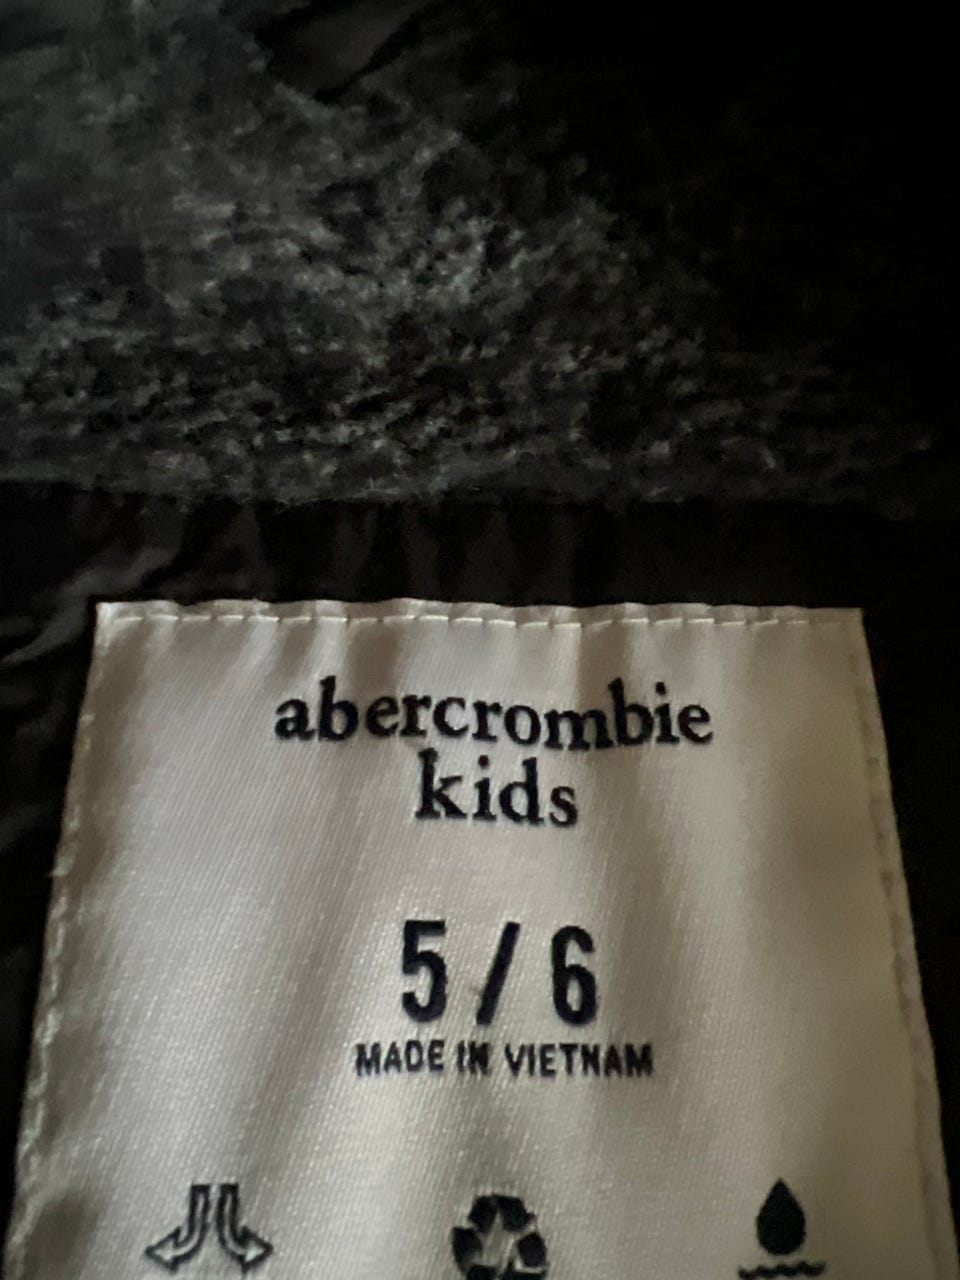 abercrombie
kids
5 / 6
MADE IN VIETNAM